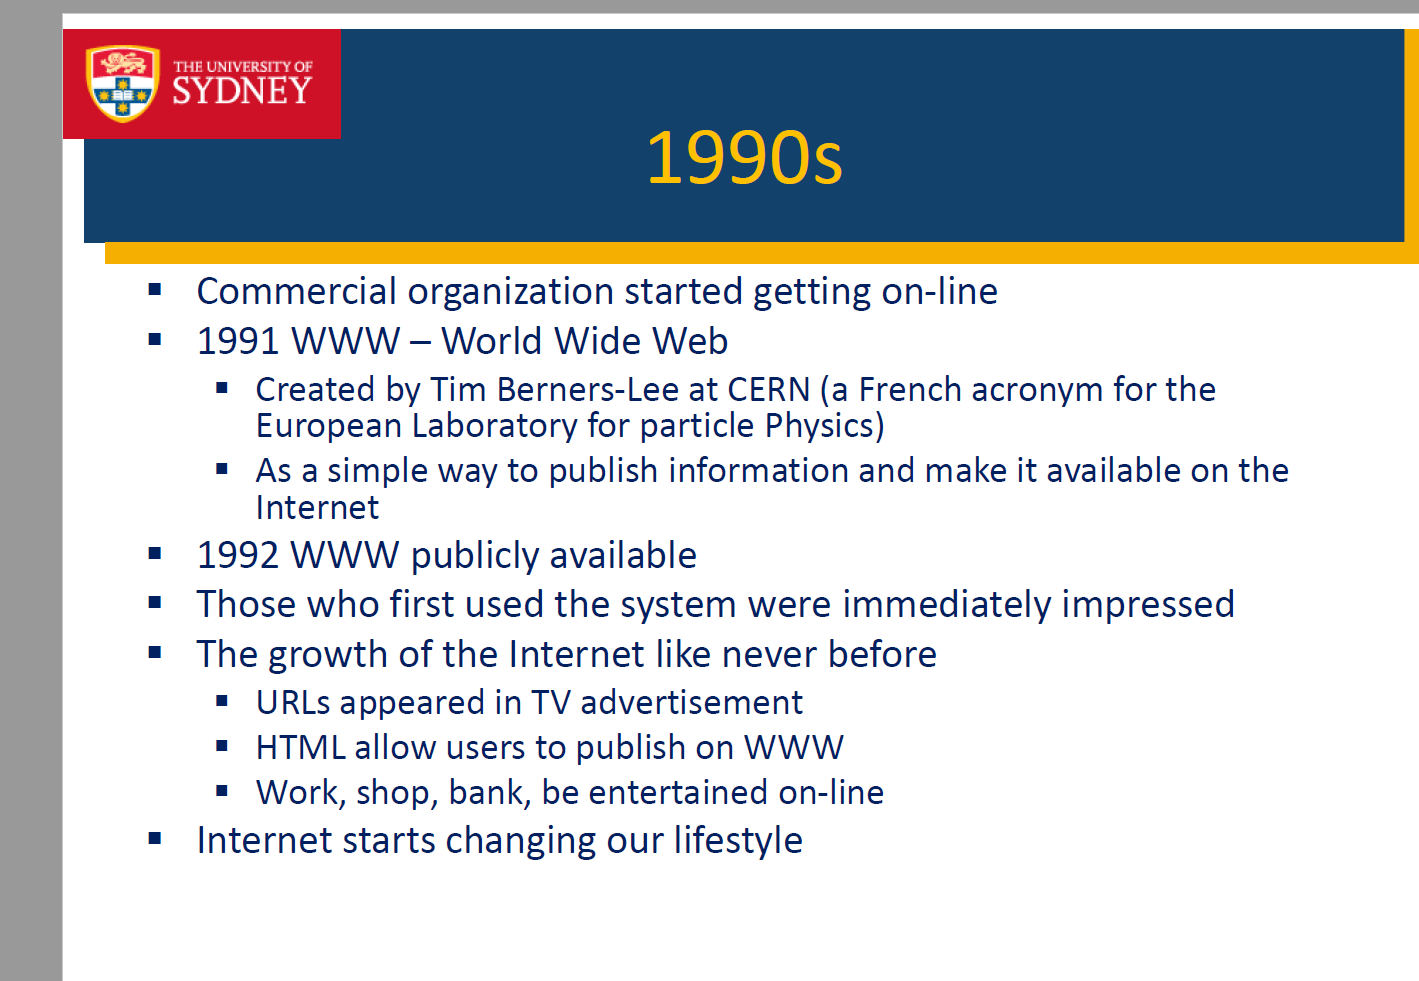 THE UNIVERSITY OF
SYDNEY
1990s
▪ Commercial organization started getting on-line
▪ 1991 WWW – World Wide Web
▪ Created by Tim Berners-Lee at CERN (a French acronym for the
European Laboratory for particle Physics)
▪ As a simple way to publish information and make it available on the
Internet
▪ 1992 WWW publicly available
▪ Those who first used the system were immediately impressed
▪ The growth of the Internet like never before
▪ URLs appeared in TV advertisement
▪ HTML allow users to publish on WWW
▪ Work, shop, bank, be entertained on-line
▪ Internet starts changing our lifestyle